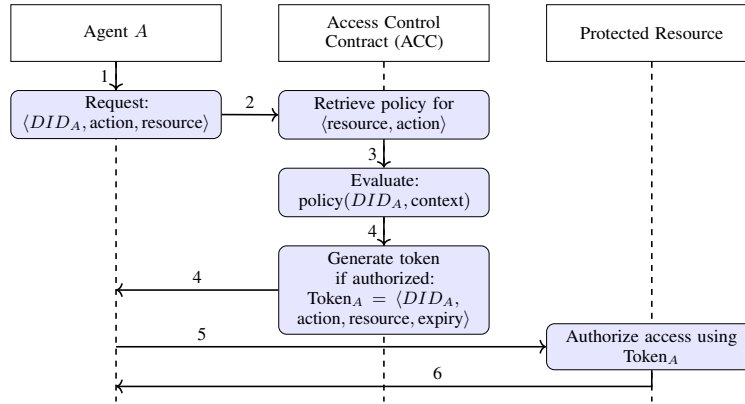 Agent A
Access Control
Contract (ACC)
Protected Resource
1
Request:
⟨DID_A, action, resource⟩
2
Retrieve policy for
⟨resource, action⟩
3
Evaluate:
policy(DID_A, context)
4
Generate token
if authorized:
Token_A = ⟨DID_A,
action, resource, expiry⟩
4
5
Authorize access using
Token_A
6